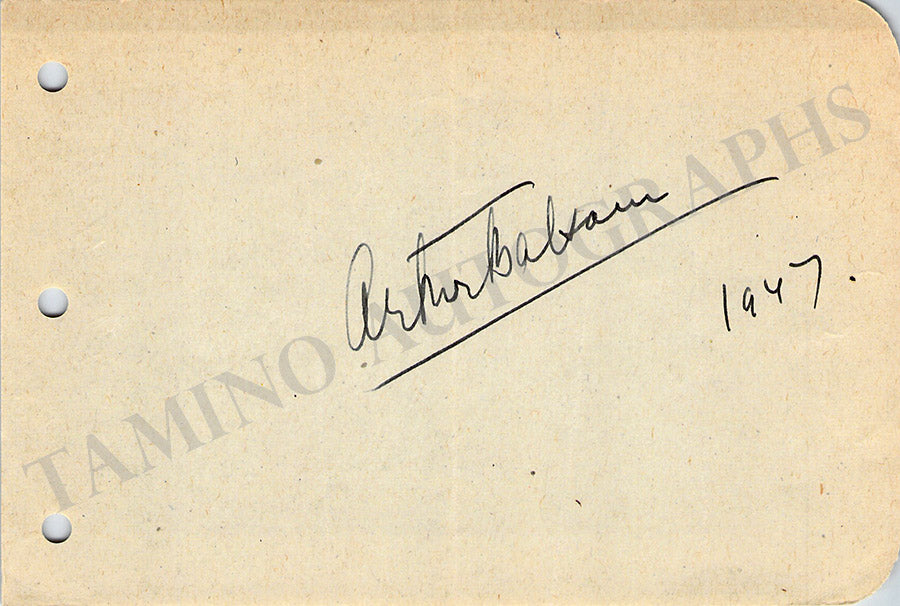 Artur Balsam
1947.
TAMINO AUTOGRAPHS